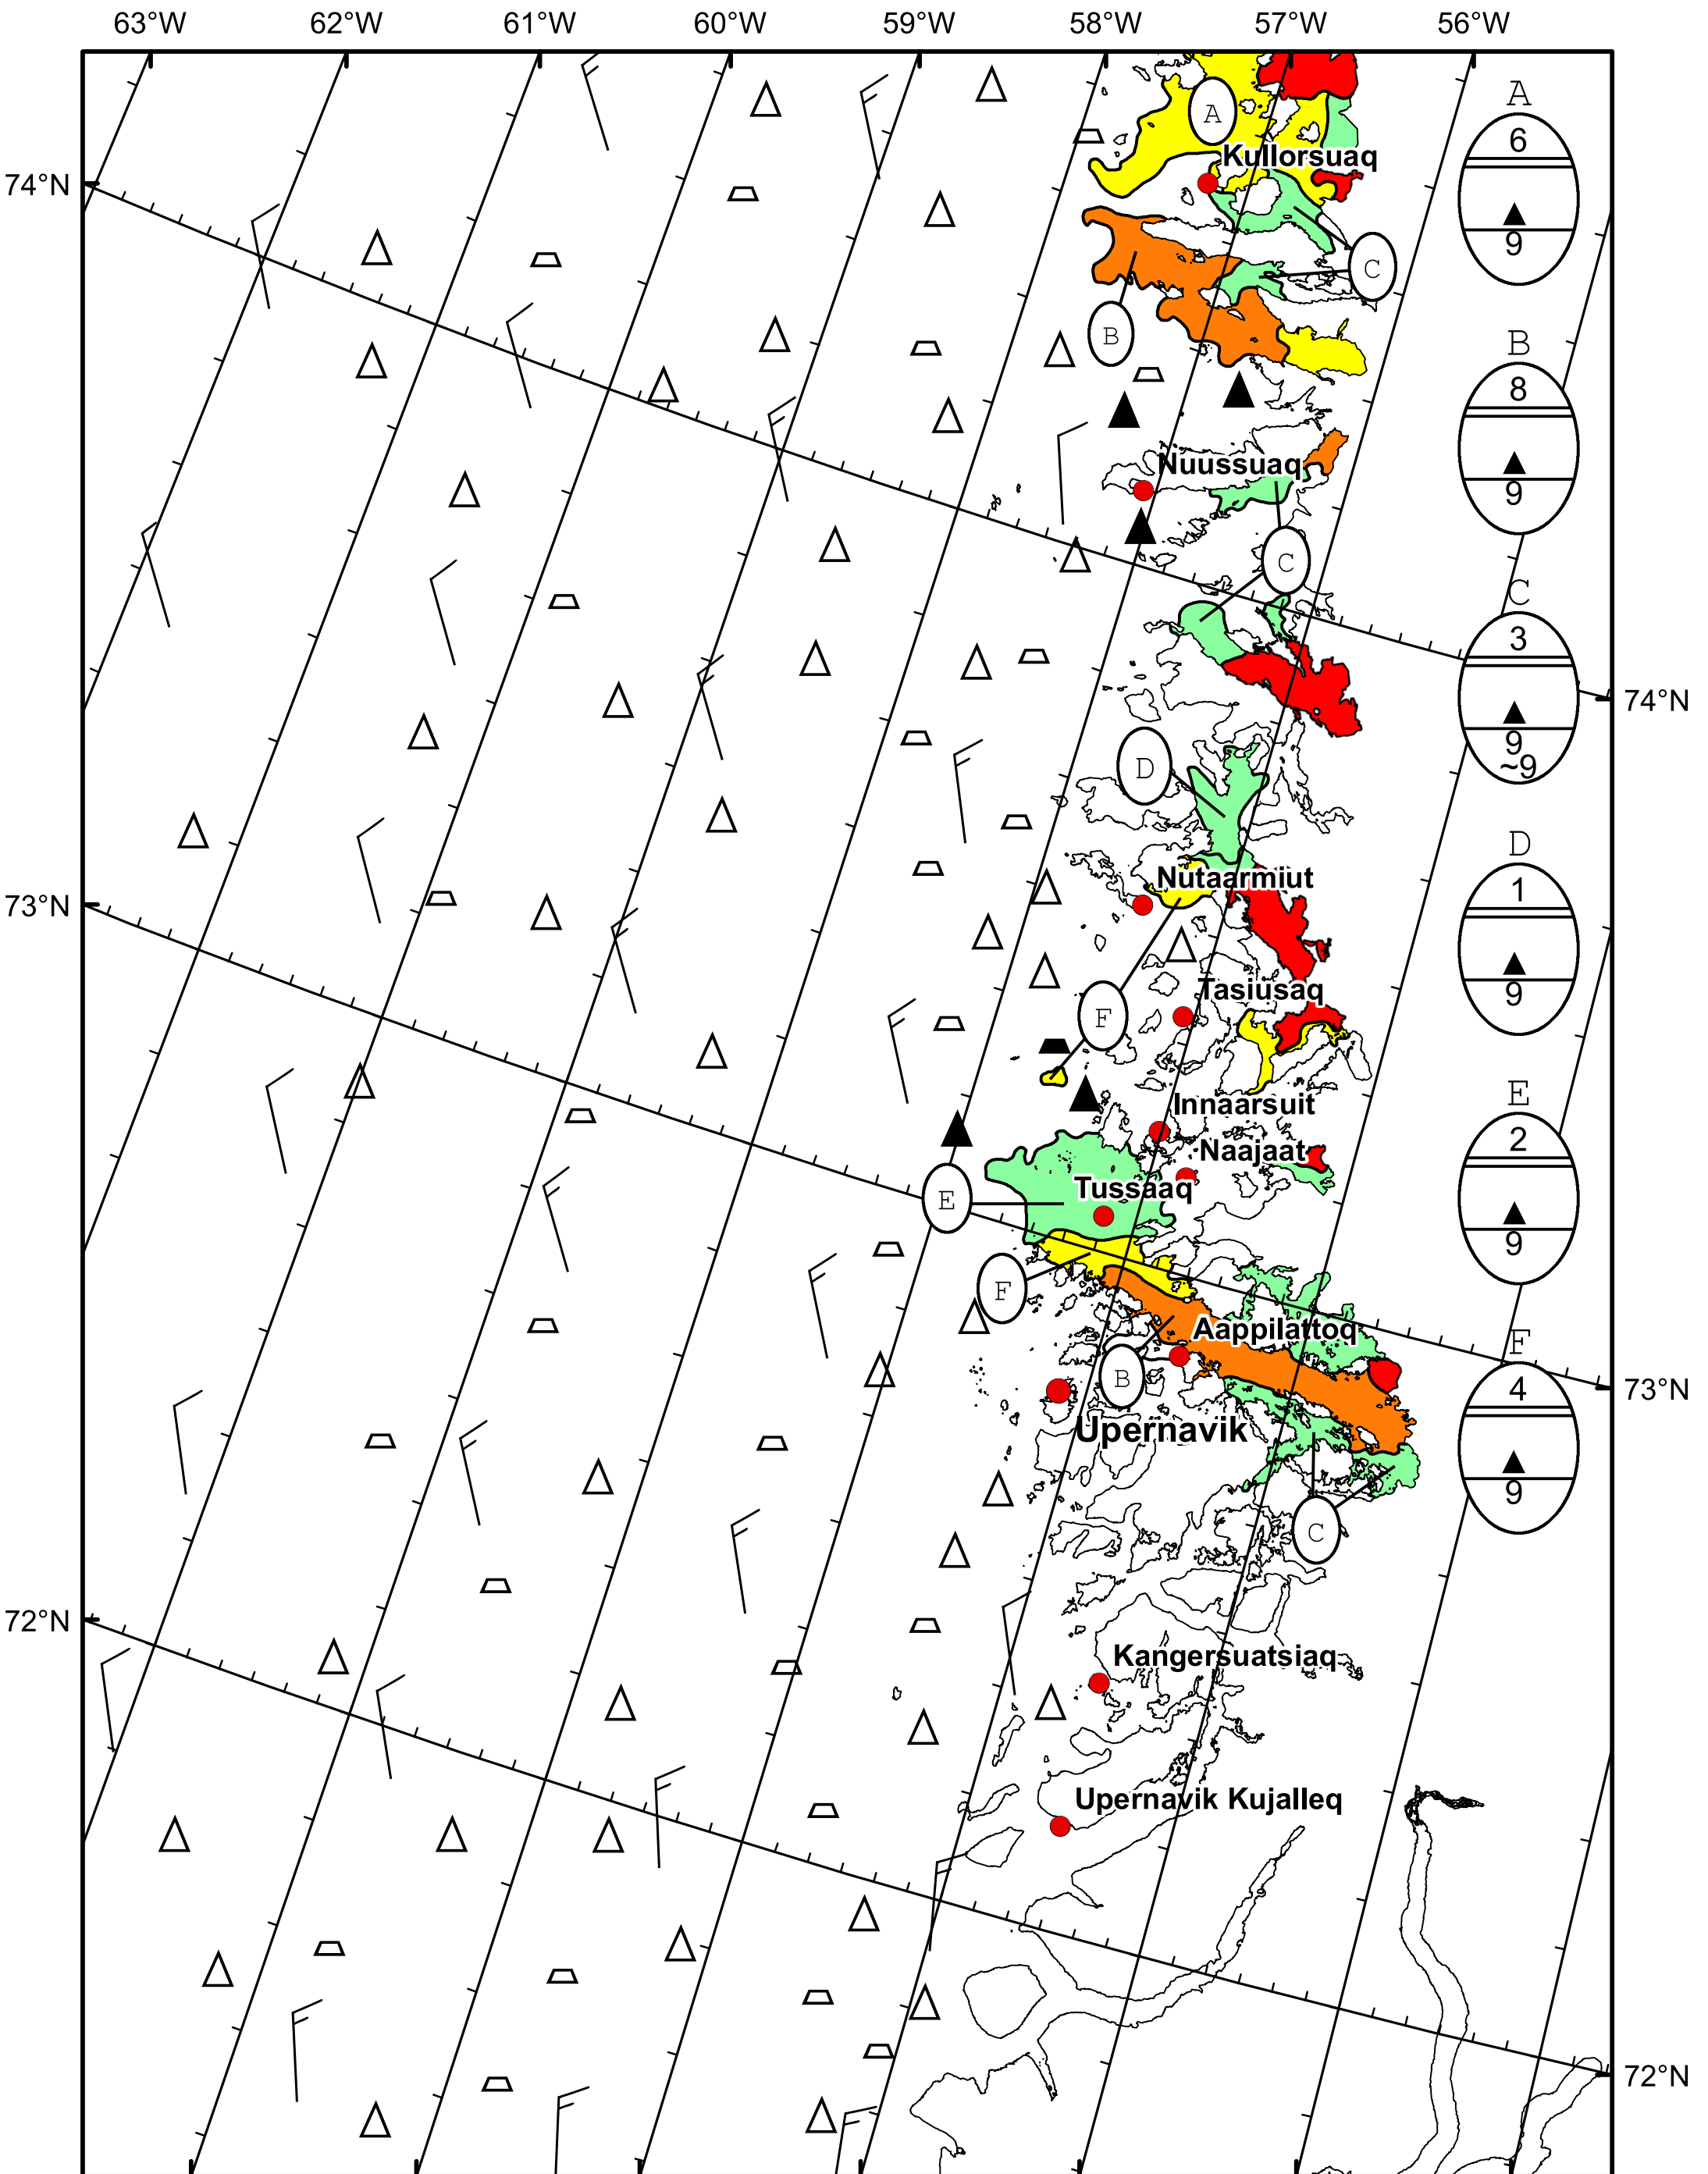 63°W 62°W 61°W 60°W 59°W 58°W 57°W 56°W
A
A
6
Kullorsuaq
74°N
9
C
B
B
8
Nuussuaq
9
C
C
3
74°N
9
~9
D
D
1
Nutaarmiut
73°N
9
Tasiusaq
F
E
Innaarsuit
2
Naajaat
Tussaaq
E
9
F
Aappilattoq
F
B
4
73°N
Upernavik
9
C
72°N
Kangersuatsiaq
Upernavik Kujalleq
72°N